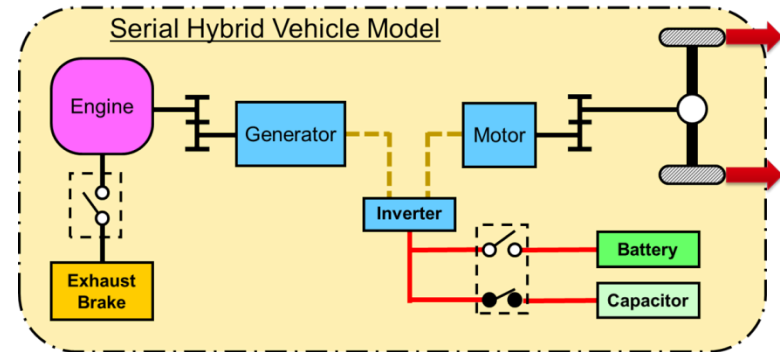 Serial Hybrid Vehicle Model
Engine
Generator
Motor
Inverter
Battery
Exhaust
Brake
Capacitor